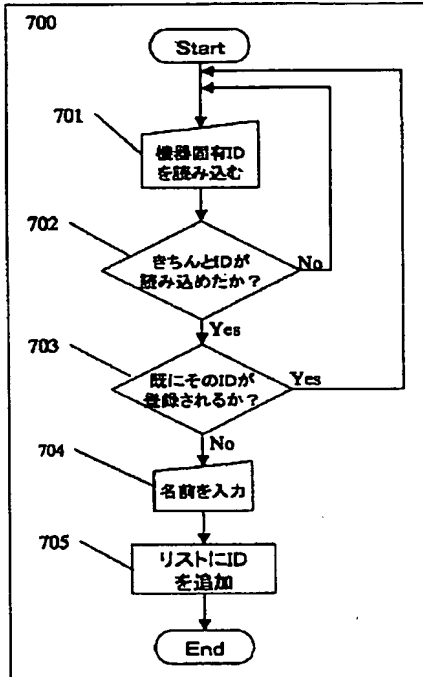 700
Start
701
機器固有ID
を読み込む
702
きちんとIDが
読み込めたか？
No
Yes
703
既にそのIDが
登録されるか？
Yes
No
704
名前を入力
705
リストにID
を追加
End